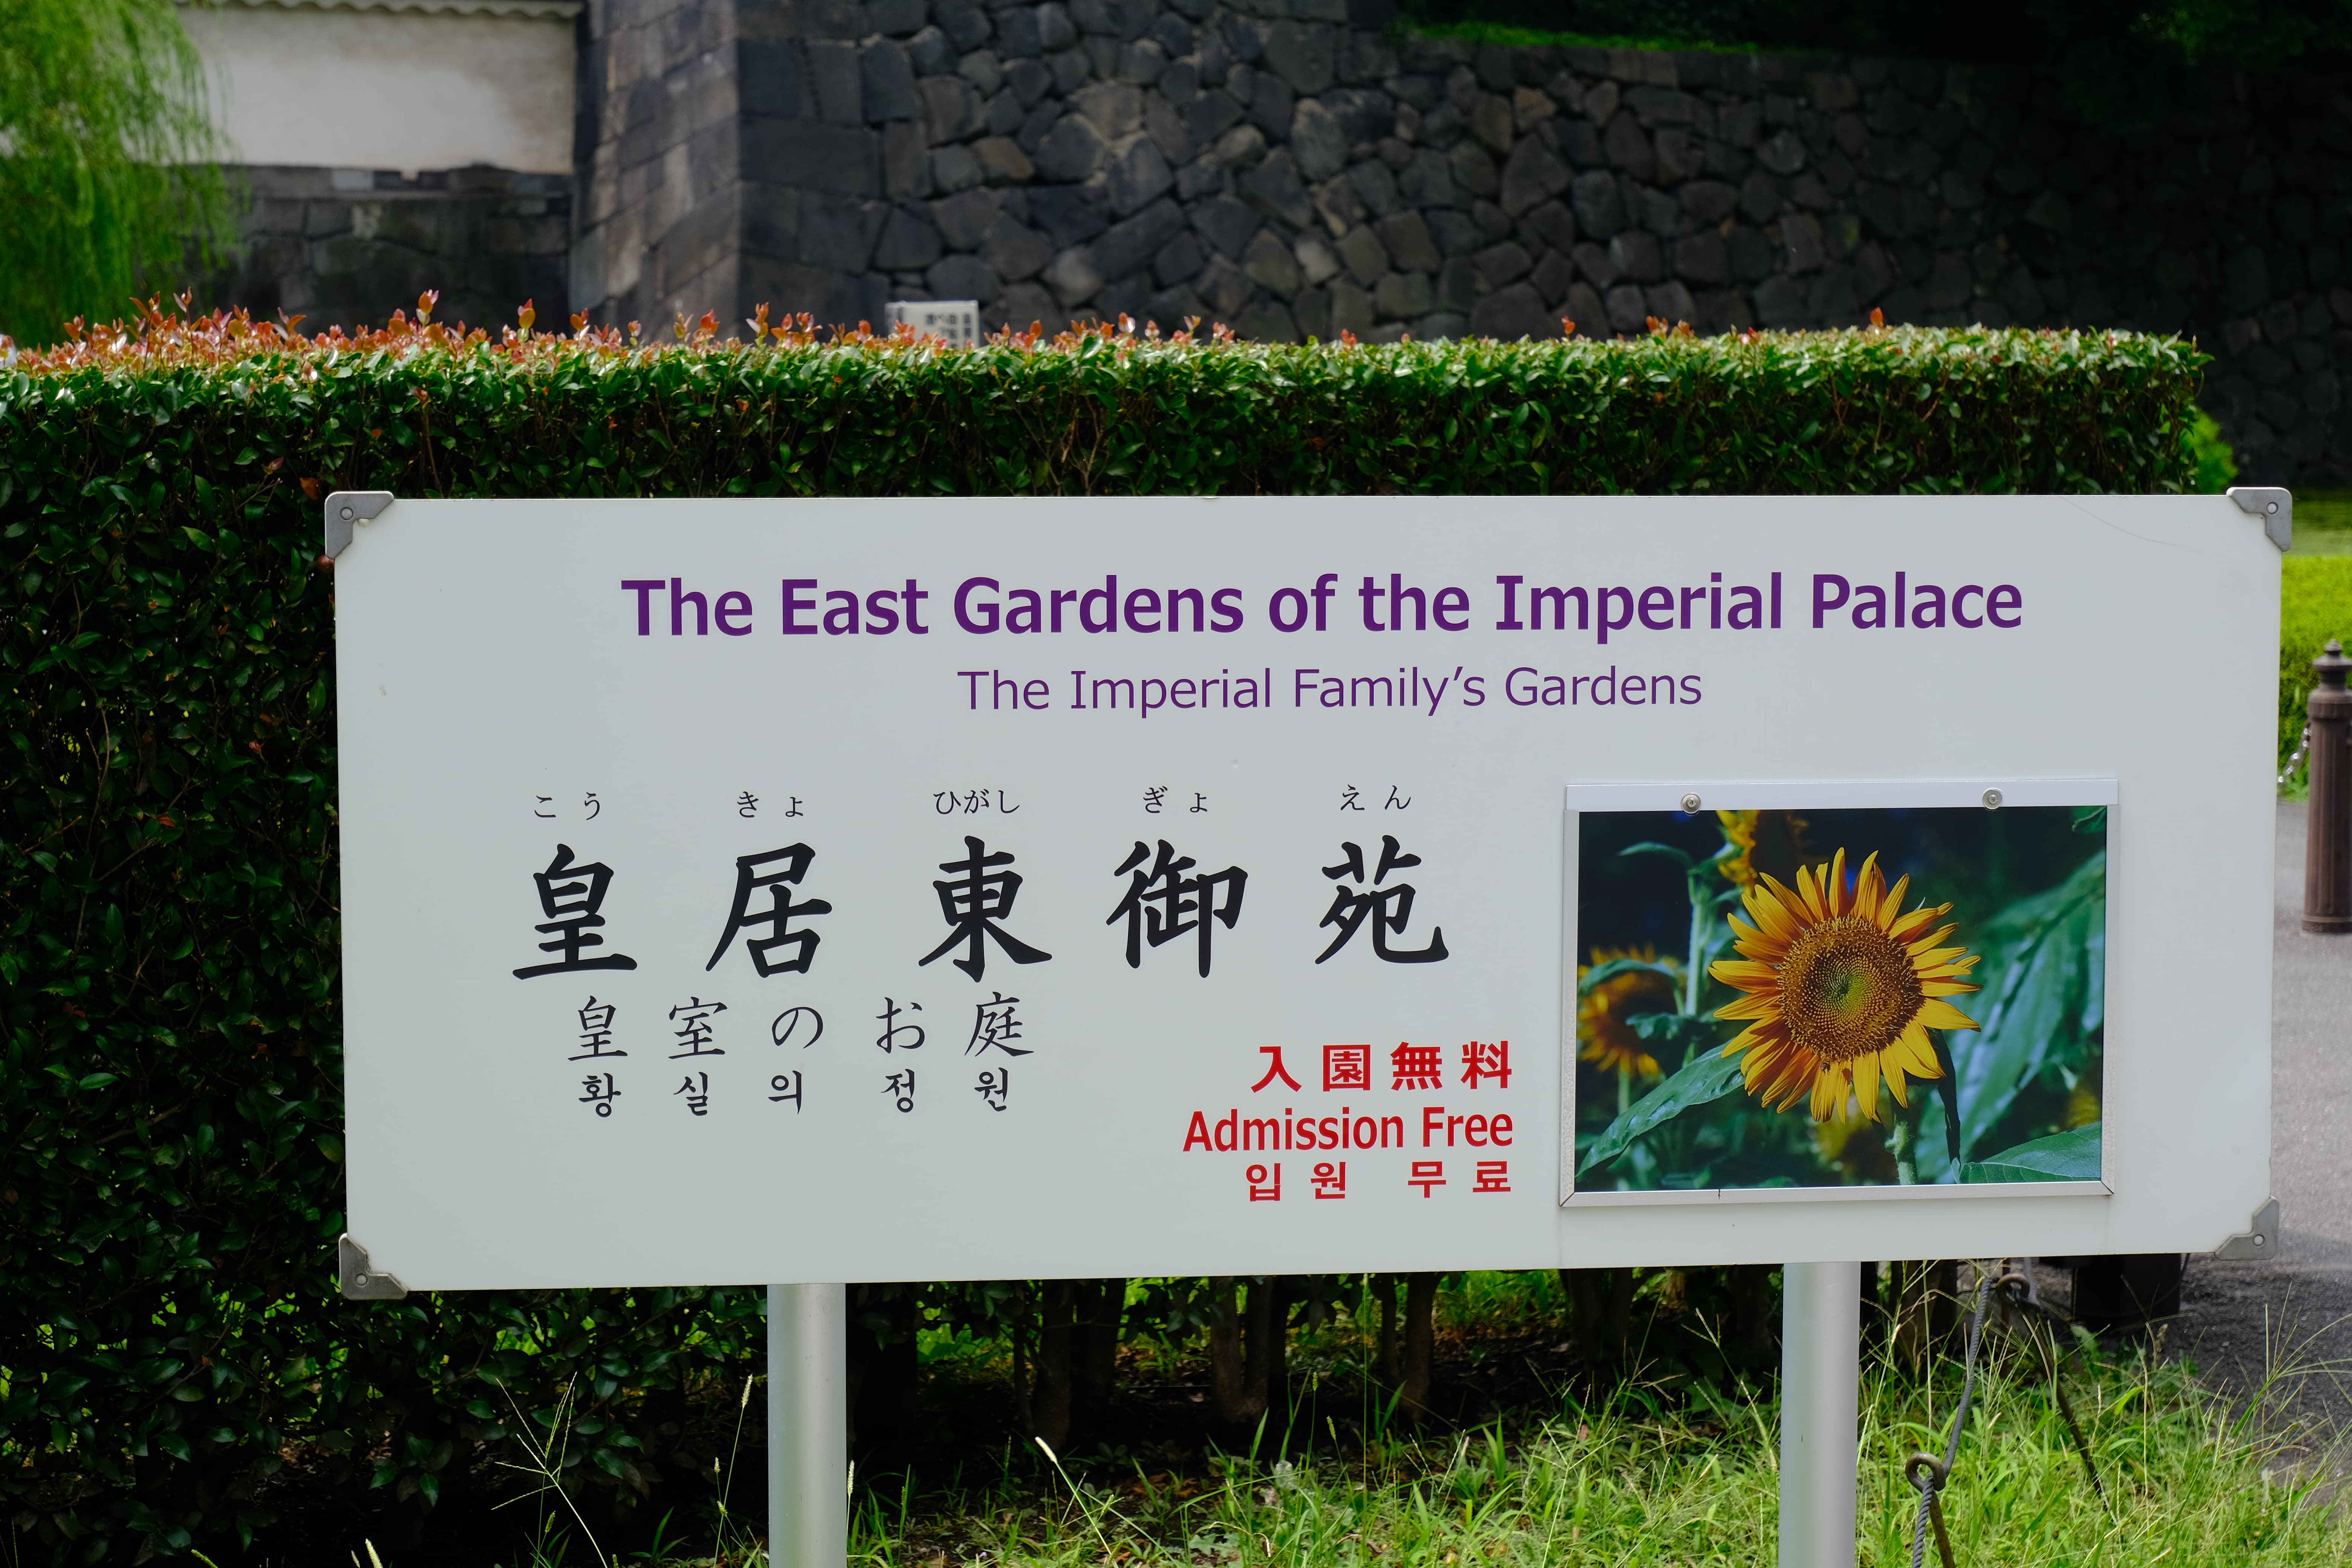 The East Gardens of the Imperial Palace
The Imperial Family's Gardens
こう きょ ひがし ぎょ えん
皇居東御苑
皇室のお庭
황실의 정원
入園無料
Admission Free
입원 무료